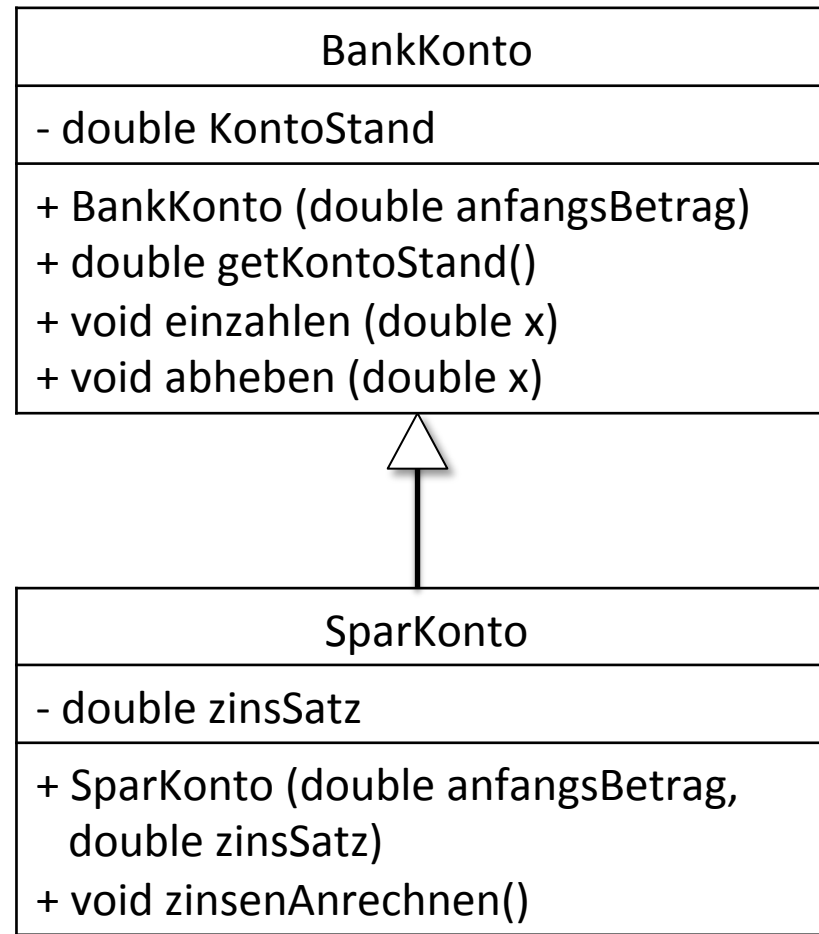 BankKonto
- double KontoStand
+ BankKonto (double anfangsBetrag)
+ double getKontoStand()
+ void einzahlen (double x)
+ void abheben (double x)
SparKonto
- double zinsSatz
+ SparKonto (double anfangsBetrag,
double zinsSatz)
+ void zinsenAnrechnen()